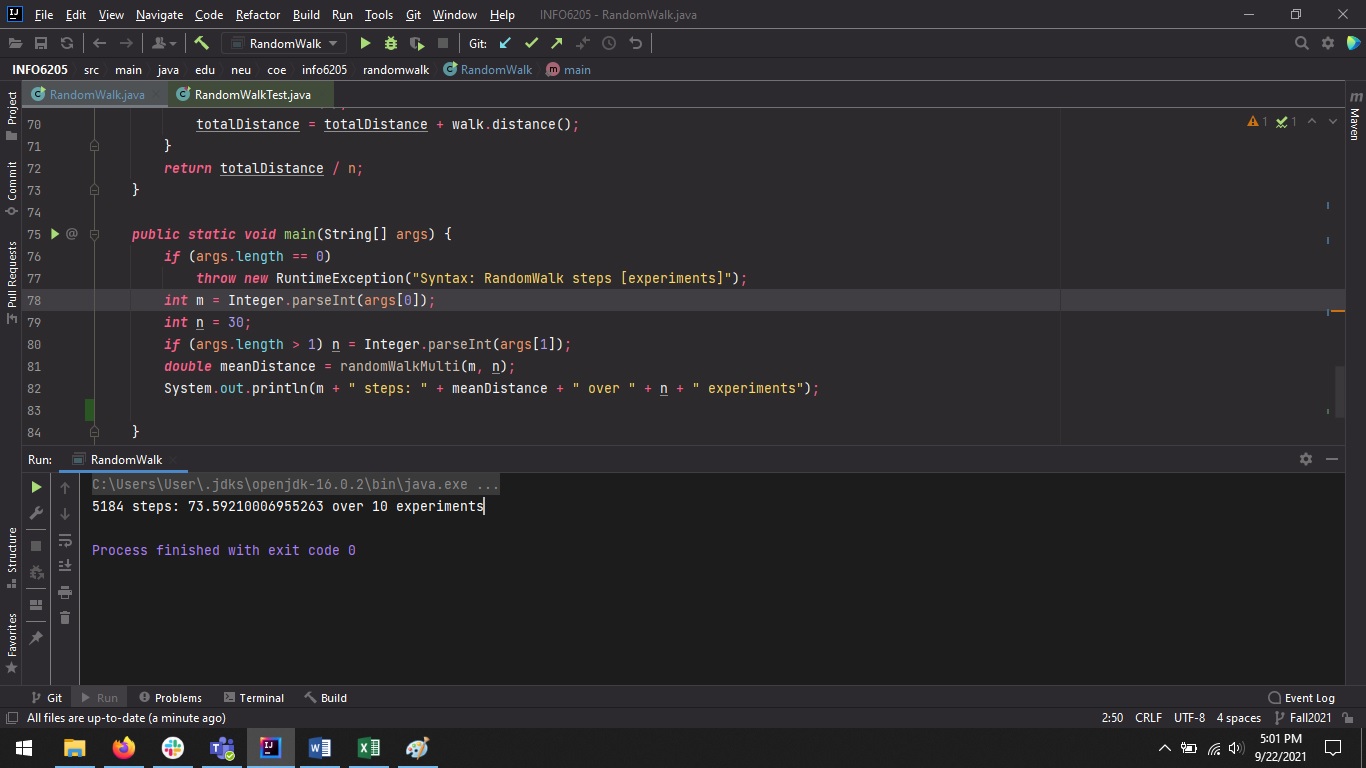 File Edit View Navigate Code Refactor Build Run Tools Git Window Help INFO6205 - RandomWalk.java
RandomWalk Git:
INFO6205 src main java edu neu coe info6205 randomwalk RandomWalk main
RandomWalk.java RandomWalkTest.java
Project
Commit
Pull Requests
Structure
Favorites
Maven
1 1
70 totalDistance = totalDistance + walk.distance();
71 }
72 return totalDistance / n;
73 }
74
75 @ public static void main(String[] args) {
76 if (args.length == 0)
77 throw new RuntimeException("Syntax: RandomWalk steps [experiments]");
78 int m = Integer.parseInt(args[0]);
79 int n = 30;
80 if (args.length > 1) n = Integer.parseInt(args[1]);
81 double meanDistance = randomWalkMulti(m, n);
82 System.out.println(m + " steps: " + meanDistance + " over " + n + " experiments");
83
84 }
Run: RandomWalk
C:\Users\User\.jdks\openjdk-16.0.2\bin\java.exe ...
5184 steps: 73.59210006955263 over 10 experiments
Process finished with exit code 0
Git Run Problems Terminal Build Event Log
All files are up-to-date (a minute ago) 2:50 CRLF UTF-8 4 spaces Fall2021
5:01 PM
9/22/2021